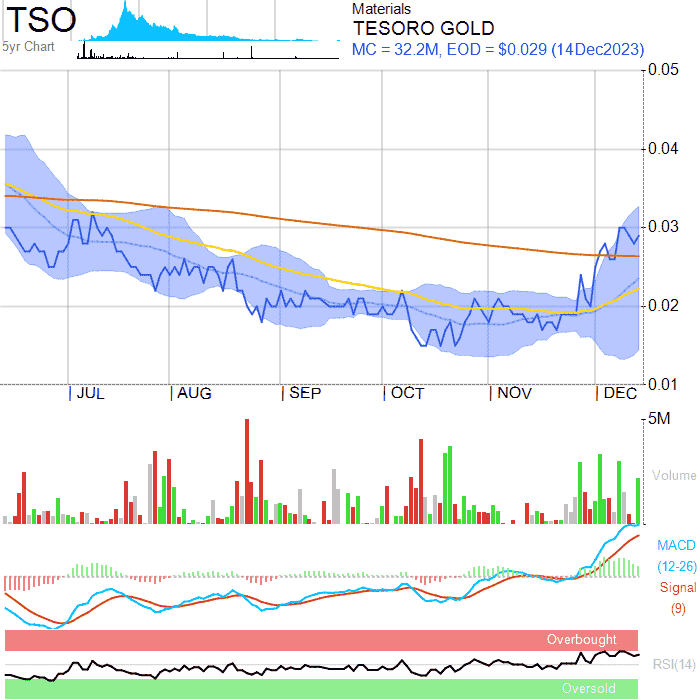 TSO
5yr Chart
Materials
TESORO GOLD
MC = 32.2M, EOD = $0.029 (14Dec2023)
0.05
0.04
0.03
0.02
0.01
JUL AUG SEP OCT NOV DEC
5M
Volume
MACD
(12-26)
Signal
(9)
Overbought
RSI(14)
Oversold